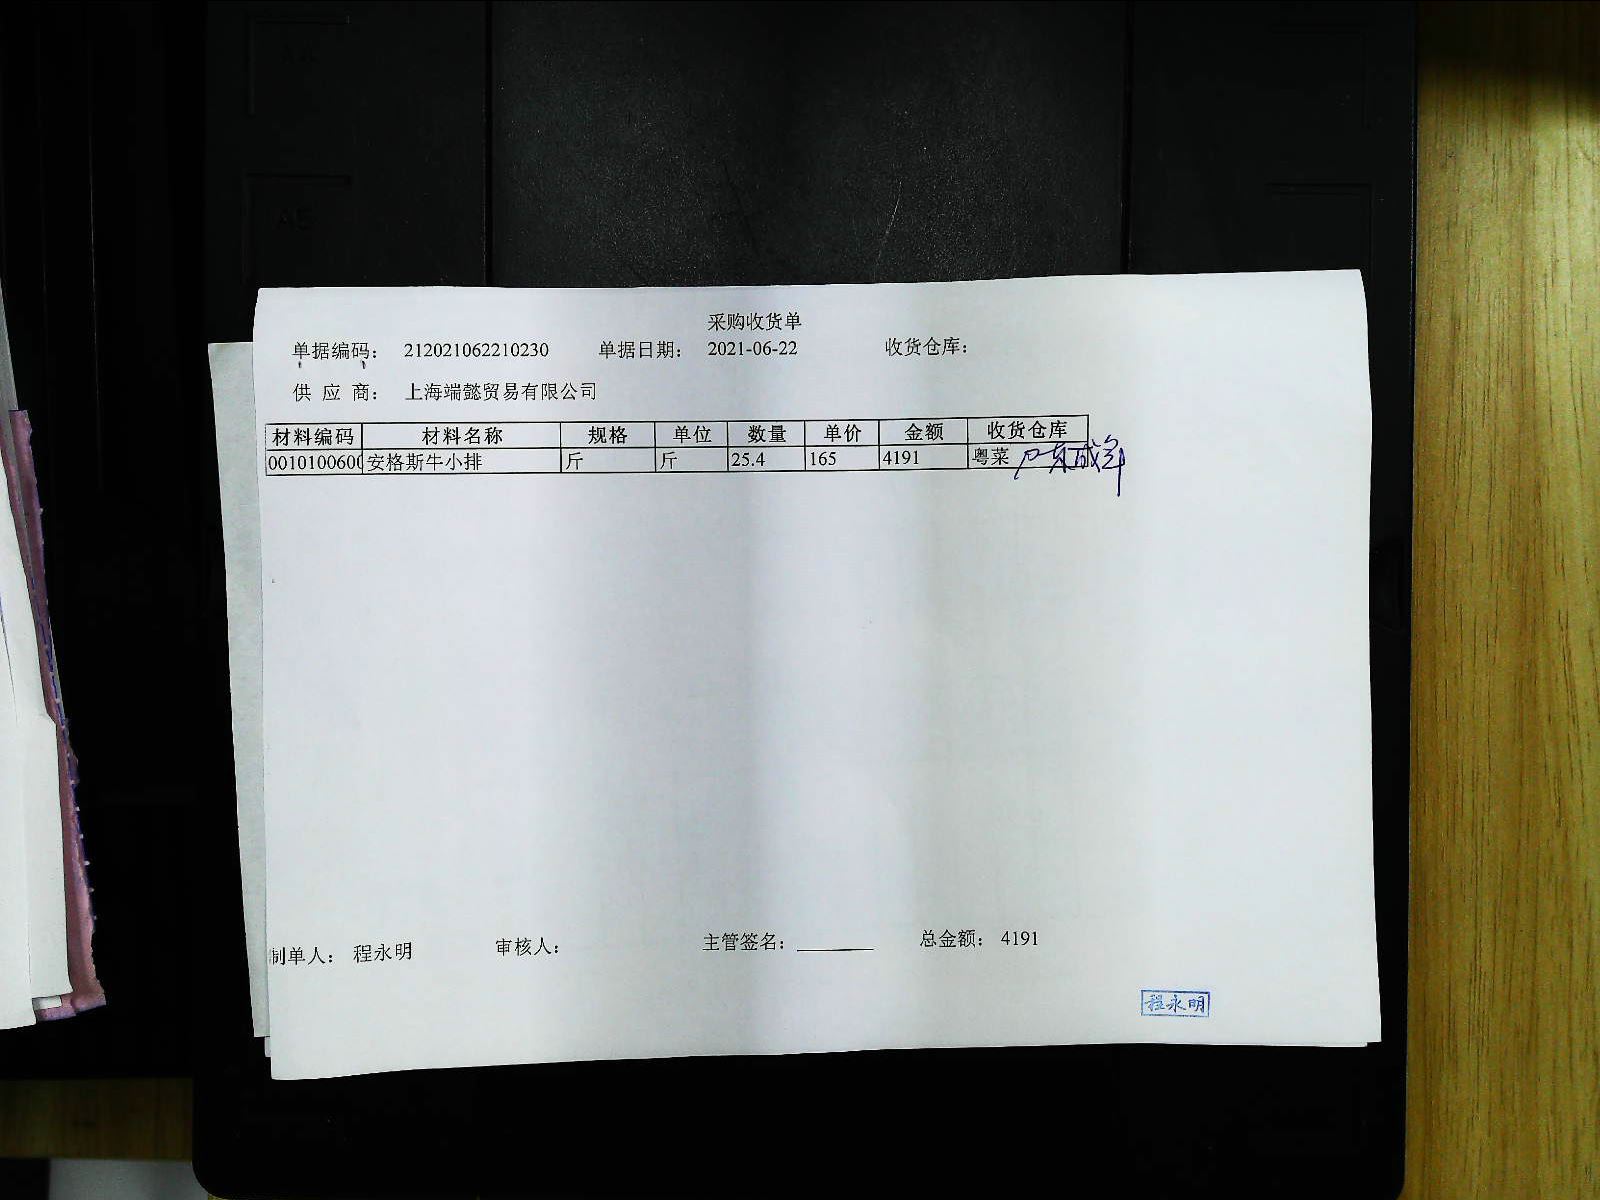 采购收货单
单据编码： 212021062210230 单据日期： 2021-06-22 收货仓库：
供 应 商： 上海端懿贸易有限公司
材料编码 材料名称 规格 单位 数量 单价 金额 收货仓库
0010100600 安格斯牛小排 斤 斤 25.4 165 4191 粤菜
制单人： 程永明 审核人： 主管签名： 总金额： 4191
程永明